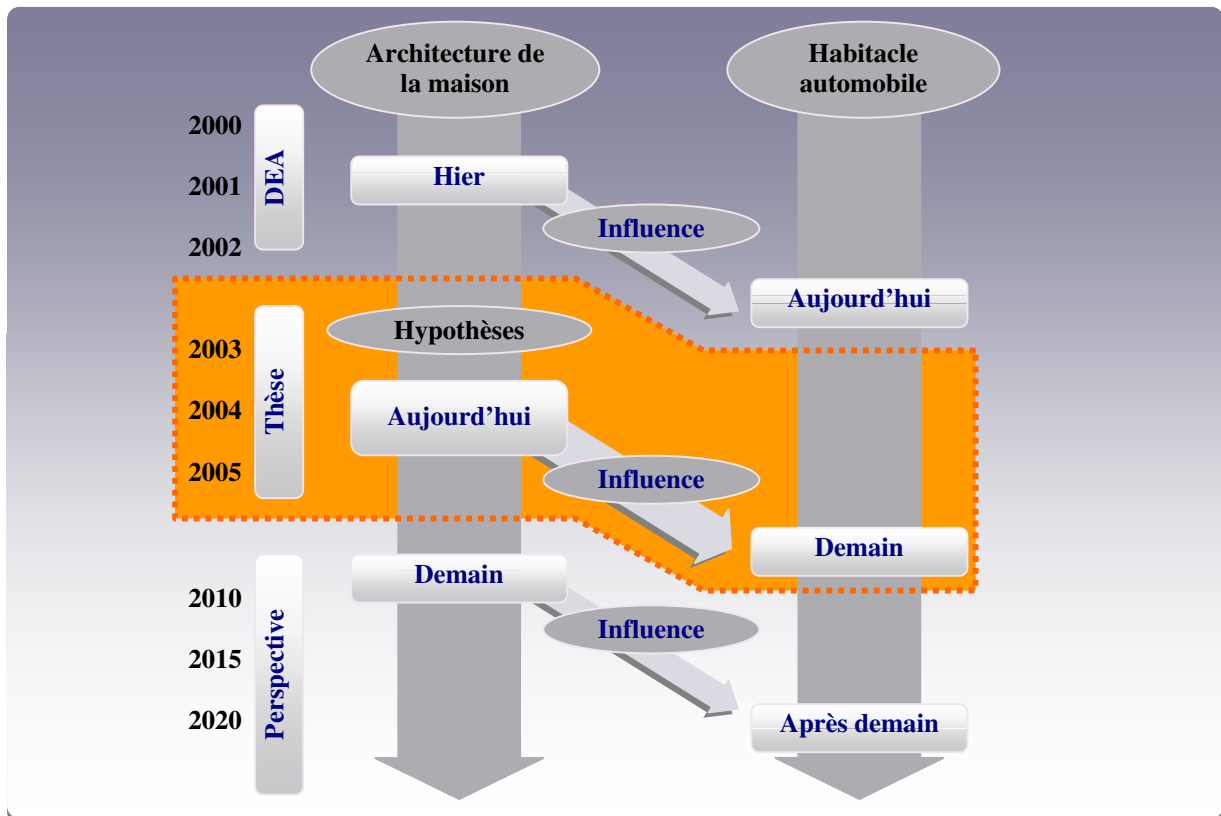 Architecture de
la maison
Habitacle
automobile
2000
2001
2002
DEA
Hier
Influence
Aujourd’hui
Hypothèses
2003
2004
2005
Thèse
Aujourd’hui
Influence
Demain
Demain
2010
2015
2020
Perspective
Influence
Après demain